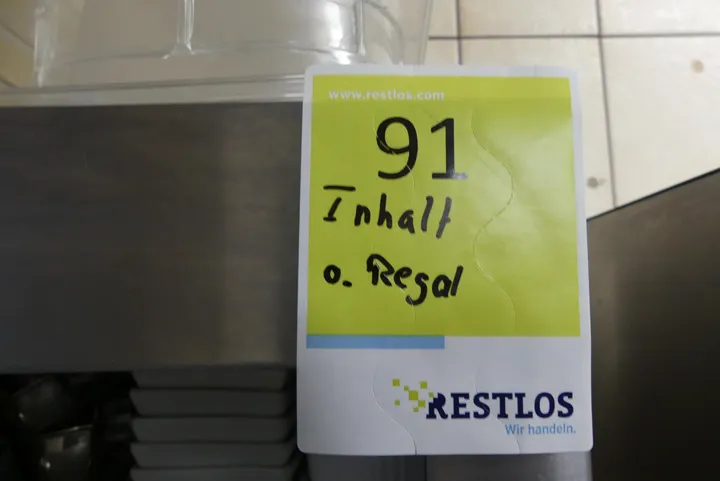 www.restlos.com
91
Inhalt
o. Regal
RESTLOS
Wir handeln.